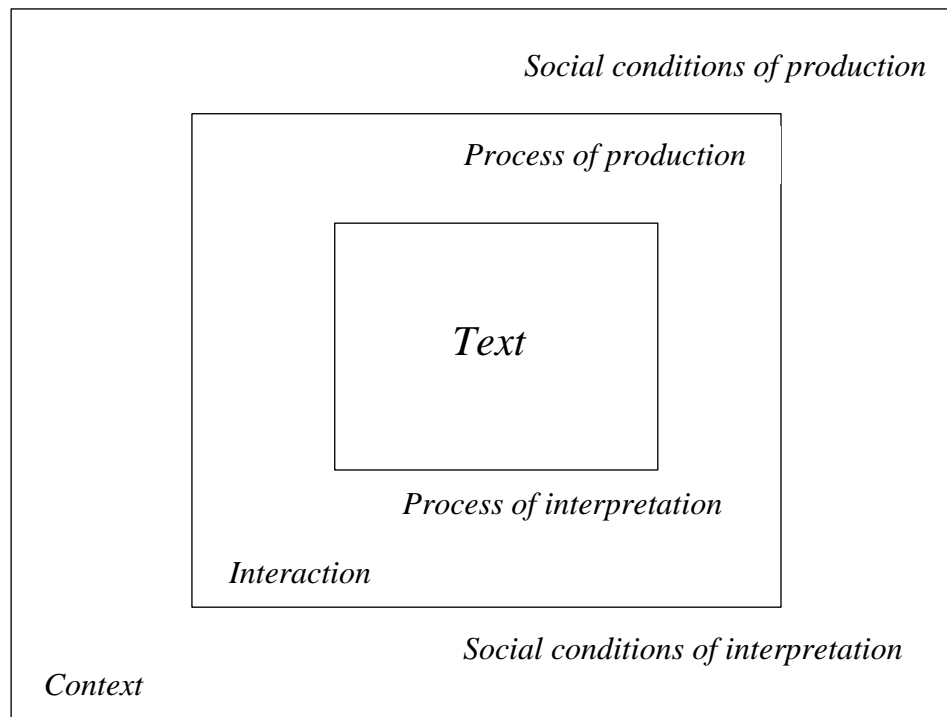 Social conditions of production
Process of production
Text
Process of interpretation
Interaction
Social conditions of interpretation
Context